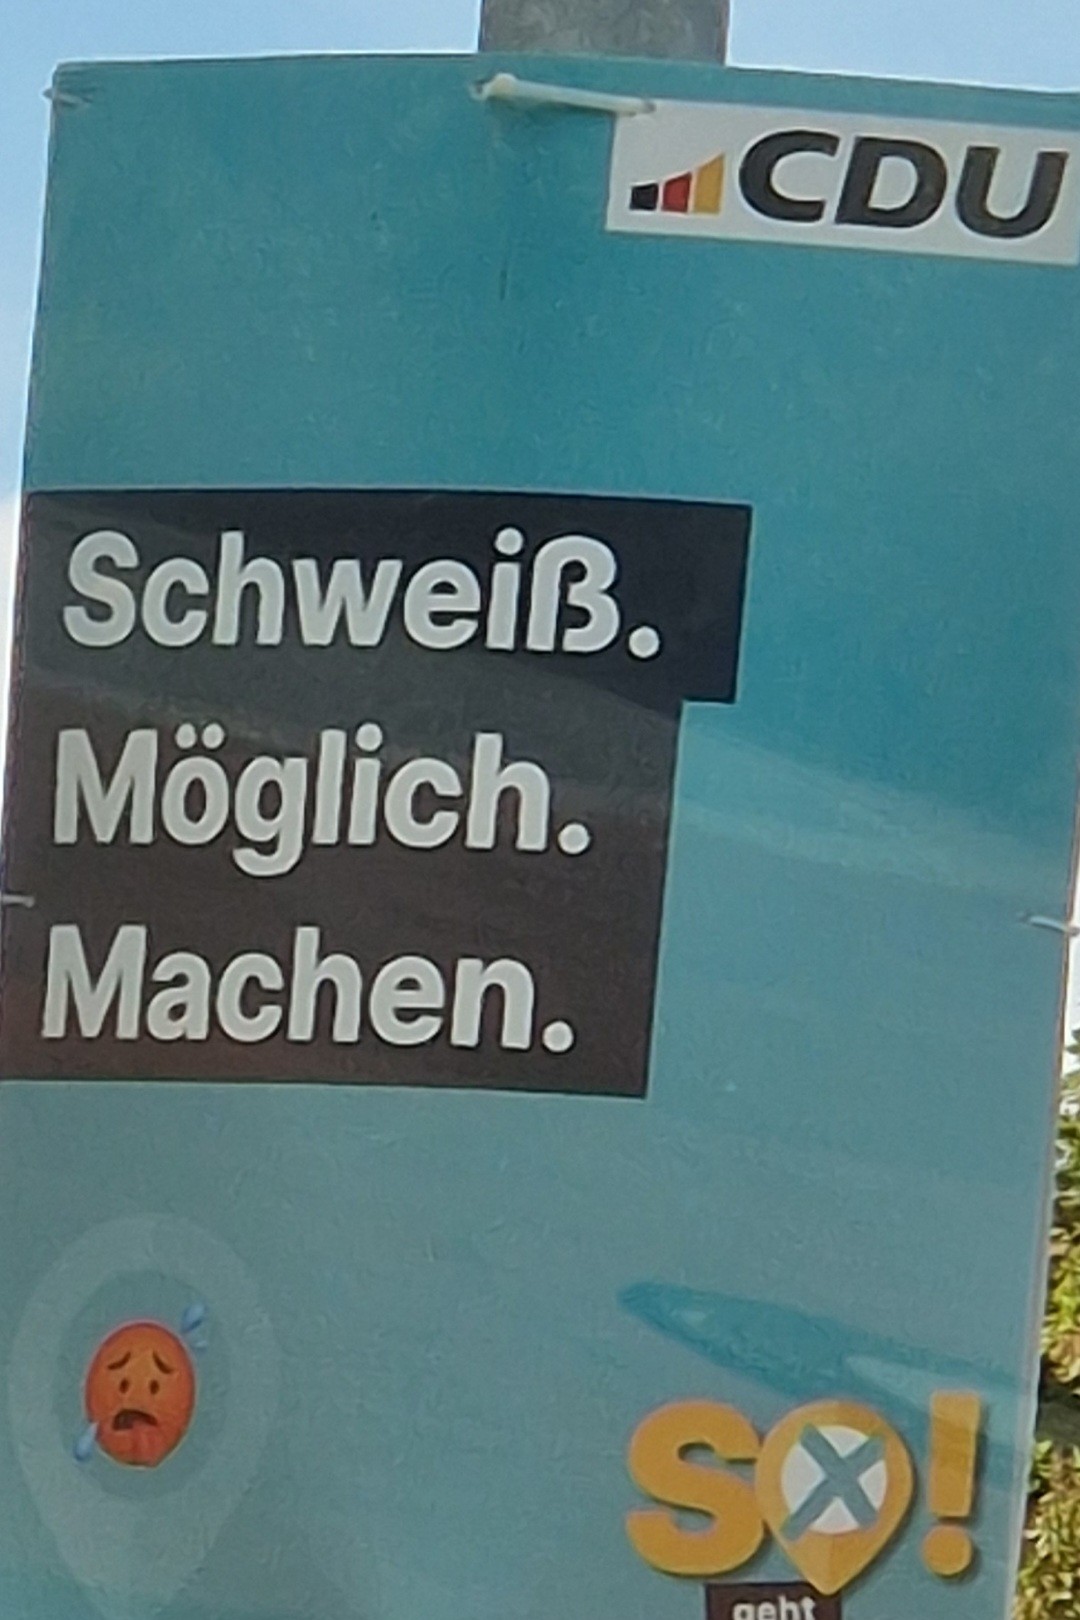 CDU
Schweiß.
Möglich.
Machen.
SO!
geht